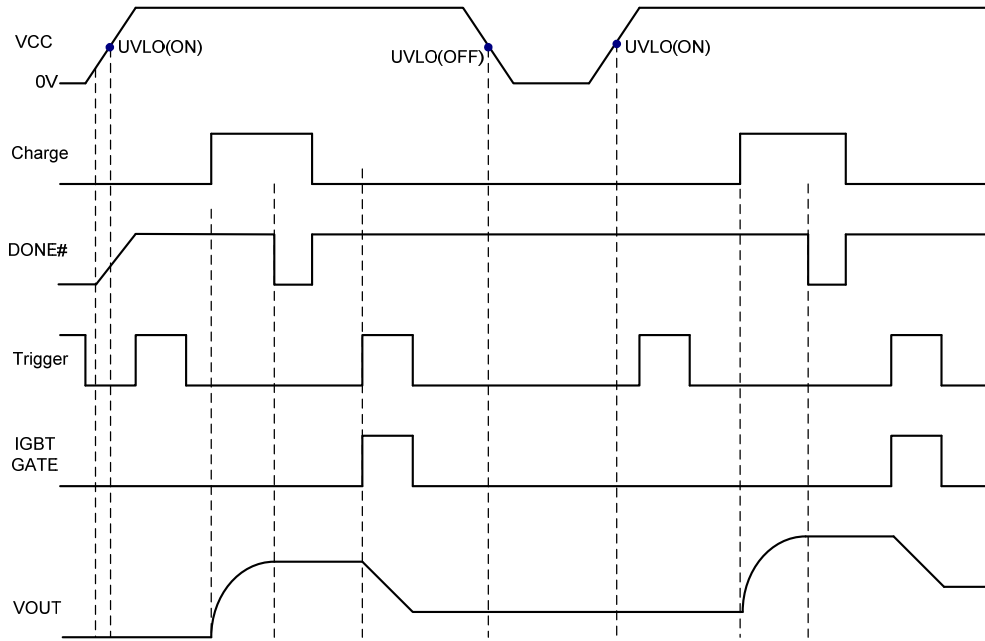 VCC
UVLO(ON)
UVLO(OFF)
UVLO(ON)
0V
Charge
DONE#
Trigger
IGBT
GATE
VOUT